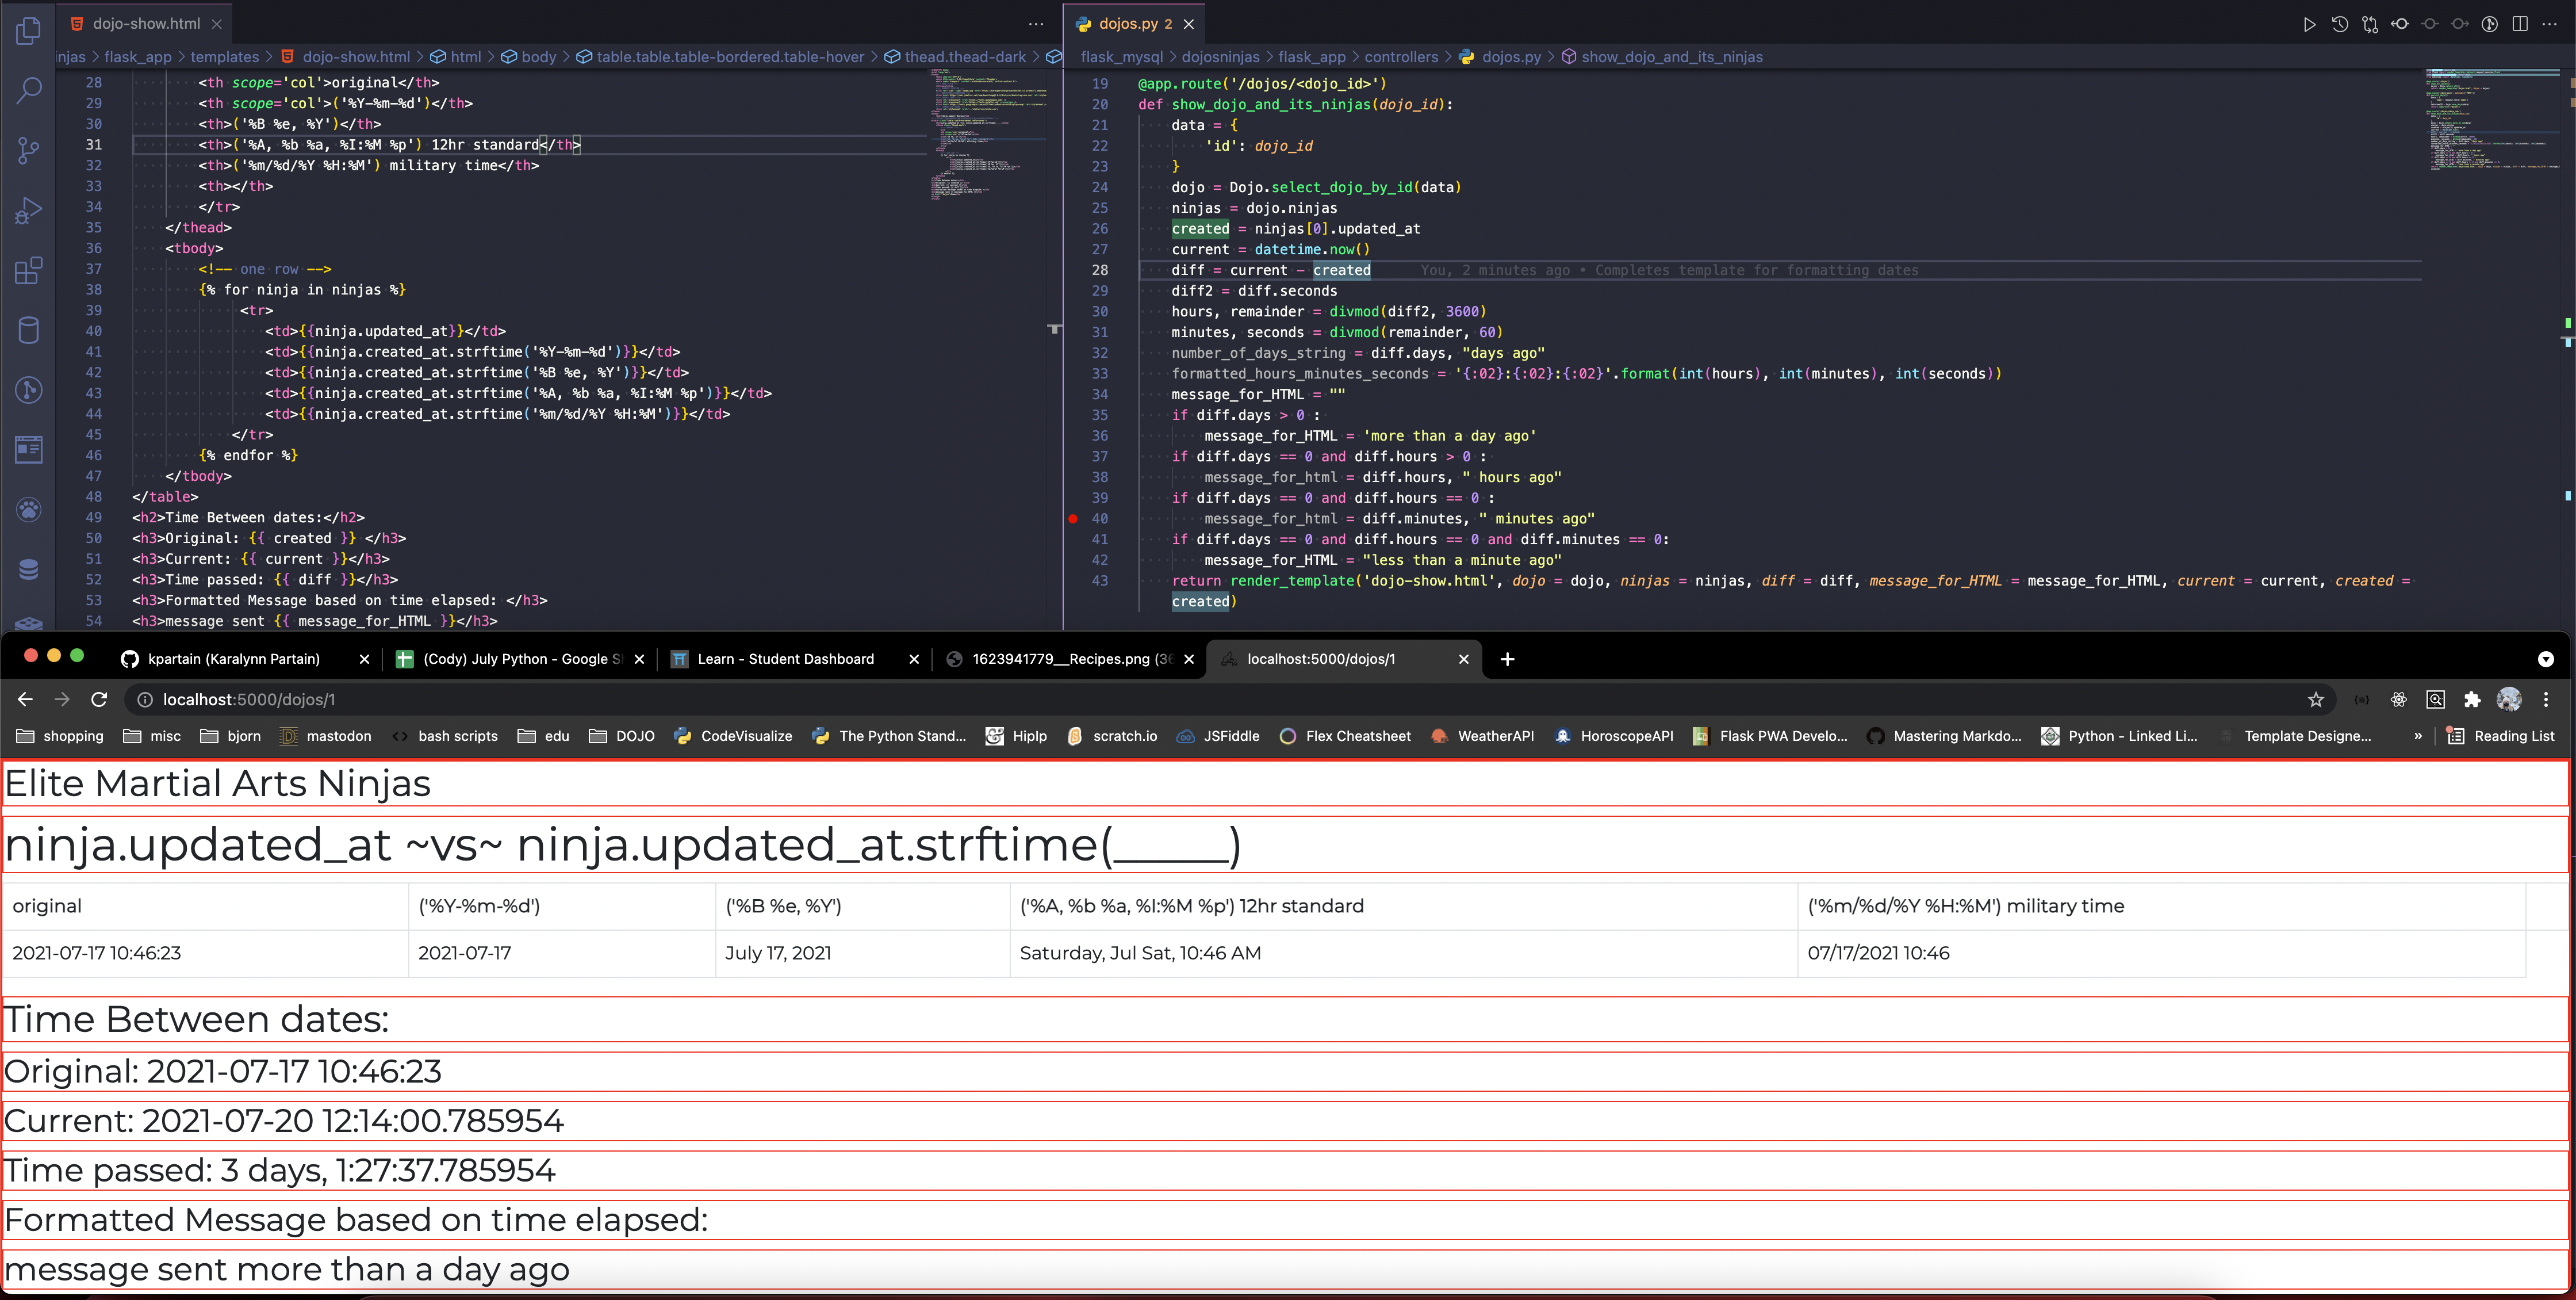 dojo-show.html
njas > flask_app > templates > dojo-show.html > html > body > table.table.table-bordered.table-hover > thead.thead-dark >
28 <th scope='col'>original</th>
29 <th scope='col'>('%Y-%m-%d')</th>
30 <th>('%B %e, %Y')</th>
31 <th>('%A, %b %a, %I:%M %p') 12hr standard</th>
32 <th>('%m/%d/%Y %H:%M') military time</th>
33 <th></th>
34 </tr>
35 </thead>
36 <tbody>
37 <!-- one row -->
38 {% for ninja in ninjas %}
39 <tr>
40 <td>{{ninja.updated_at}}</td>
41 <td>{{ninja.created_at.strftime('%Y-%m-%d')}}</td>
42 <td>{{ninja.created_at.strftime('%B %e, %Y')}}</td>
43 <td>{{ninja.created_at.strftime('%A, %b %a, %I:%M %p')}}</td>
44 <td>{{ninja.created_at.strftime('%m/%d/%Y %H:%M')}}</td>
45 </tr>
46 {% endfor %}
47 </tbody>
48 </table>
49 <h2>Time Between dates:</h2>
50 <h3>Original: {{ created }} </h3>
51 <h3>Current: {{ current }}</h3>
52 <h3>Time passed: {{ diff }}</h3>
53 <h3>Formatted Message based on time elapsed: </h3>
54 <h3>message sent {{ message_for_HTML }}</h3>
dojos.py 2
flask_mysql > dojosninjas > flask_app > controllers > dojos.py > show_dojo_and_its_ninjas
19 @app.route('/dojos/<dojo_id>')
20 def show_dojo_and_its_ninjas(dojo_id):
21 data = {
22 'id': dojo_id
23 }
24 dojo = Dojo.select_dojo_by_id(data)
25 ninjas = dojo.ninjas
26 created = ninjas[0].updated_at
27 current = datetime.now()
28 diff = current - created You, 2 minutes ago • Completes template for formatting dates
29 diff2 = diff.seconds
30 hours, remainder = divmod(diff2, 3600)
31 minutes, seconds = divmod(remainder, 60)
32 number_of_days_string = diff.days, "days ago"
33 formatted_hours_minutes_seconds = '{:02}:{:02}:{:02}'.format(int(hours), int(minutes), int(seconds))
34 message_for_HTML = ""
35 if diff.days > 0 :
36 message_for_HTML = 'more than a day ago'
37 if diff.days == 0 and diff.hours > 0 :
38 message_for_html = diff.hours, " hours ago"
39 if diff.days == 0 and diff.hours == 0 :
40 message_for_html = diff.minutes, " minutes ago"
41 if diff.days == 0 and diff.hours == 0 and diff.minutes == 0:
42 message_for_HTML = "less than a minute ago"
43 return render_template('dojo-show.html', dojo = dojo, ninjas = ninjas, diff = diff, message_for_HTML = message_for_HTML, current = current, created =
created)
kpartain (Karalynn Partain) (Cody) July Python - Google S Learn - Student Dashboard 1623941779__Recipes.png (36 localhost:5000/dojos/1
localhost:5000/dojos/1
shopping misc bjorn mastodon bash scripts edu DOJO CodeVisualize The Python Stand... HipIp scratch.io JSFiddle Flex Cheatsheet WeatherAPI HoroscopeAPI Flask PWA Develo... Mastering Markdo... Python - Linked Li... Template Designe... » Reading List
Elite Martial Arts Ninjas
ninja.updated_at ~vs~ ninja.updated_at.strftime(_____)
original ('%Y-%m-%d') ('%B %e, %Y') ('%A, %b %a, %I:%M %p') 12hr standard ('%m/%d/%Y %H:%M') military time
2021-07-17 10:46:23 2021-07-17 July 17, 2021 Saturday, Jul Sat, 10:46 AM 07/17/2021 10:46
Time Between dates:
Original: 2021-07-17 10:46:23
Current: 2021-07-20 12:14:00.785954
Time passed: 3 days, 1:27:37.785954
Formatted Message based on time elapsed:
message sent more than a day ago